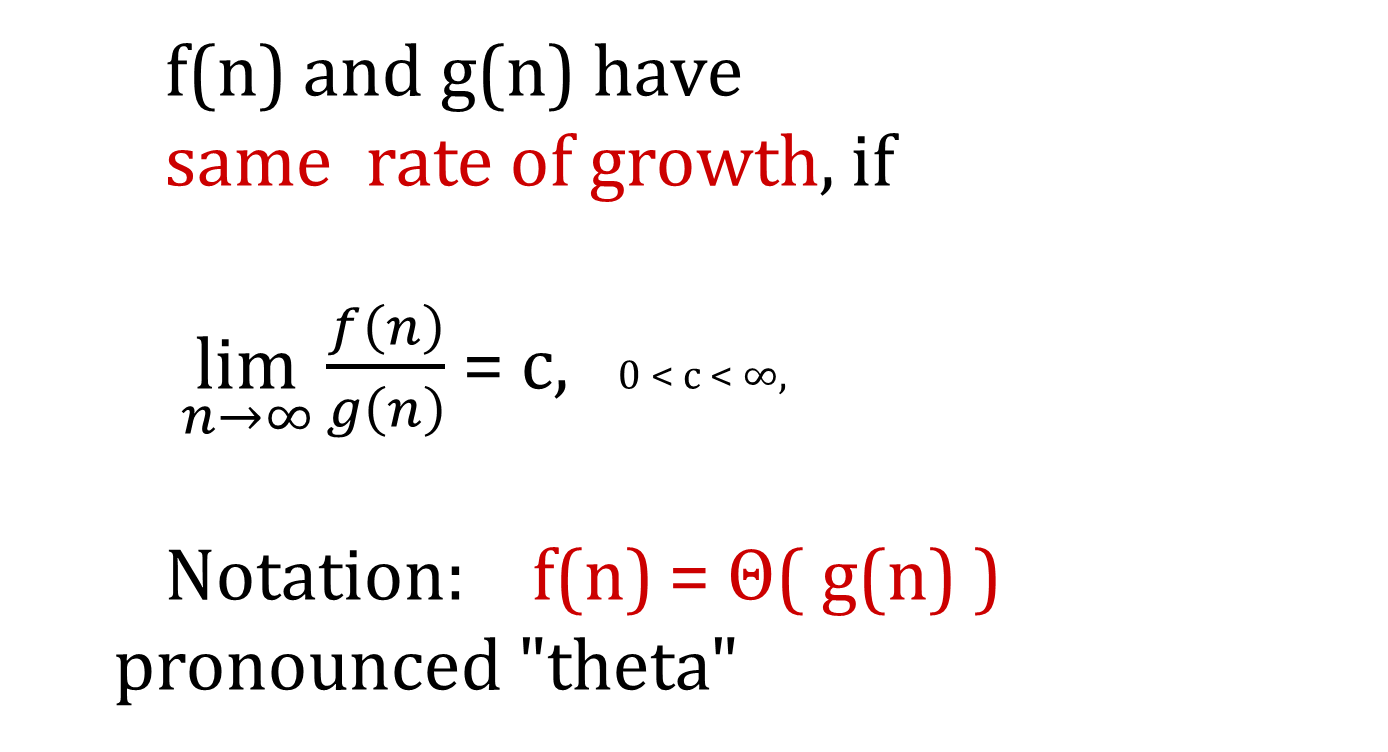 f(n) and g(n) have
same rate of growth, if
lim n→∞ f(n)/g(n) = c, 0 < c < ∞,
Notation: f(n) = Θ( g(n) )
pronounced "theta"